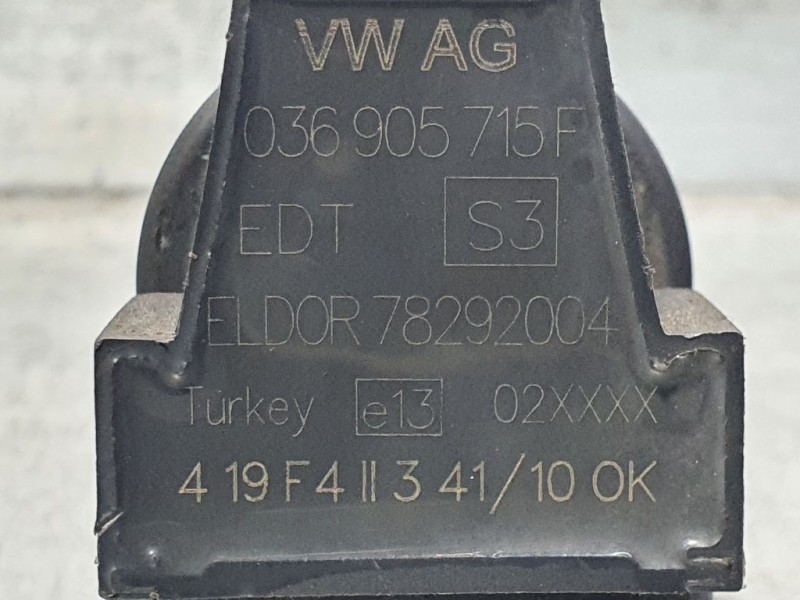 VW AG
036 905 715 F
EDT S3
ELDOR 78292004
Turkey e13 02XXXX
4 19 F4 II 3 41/10 OK